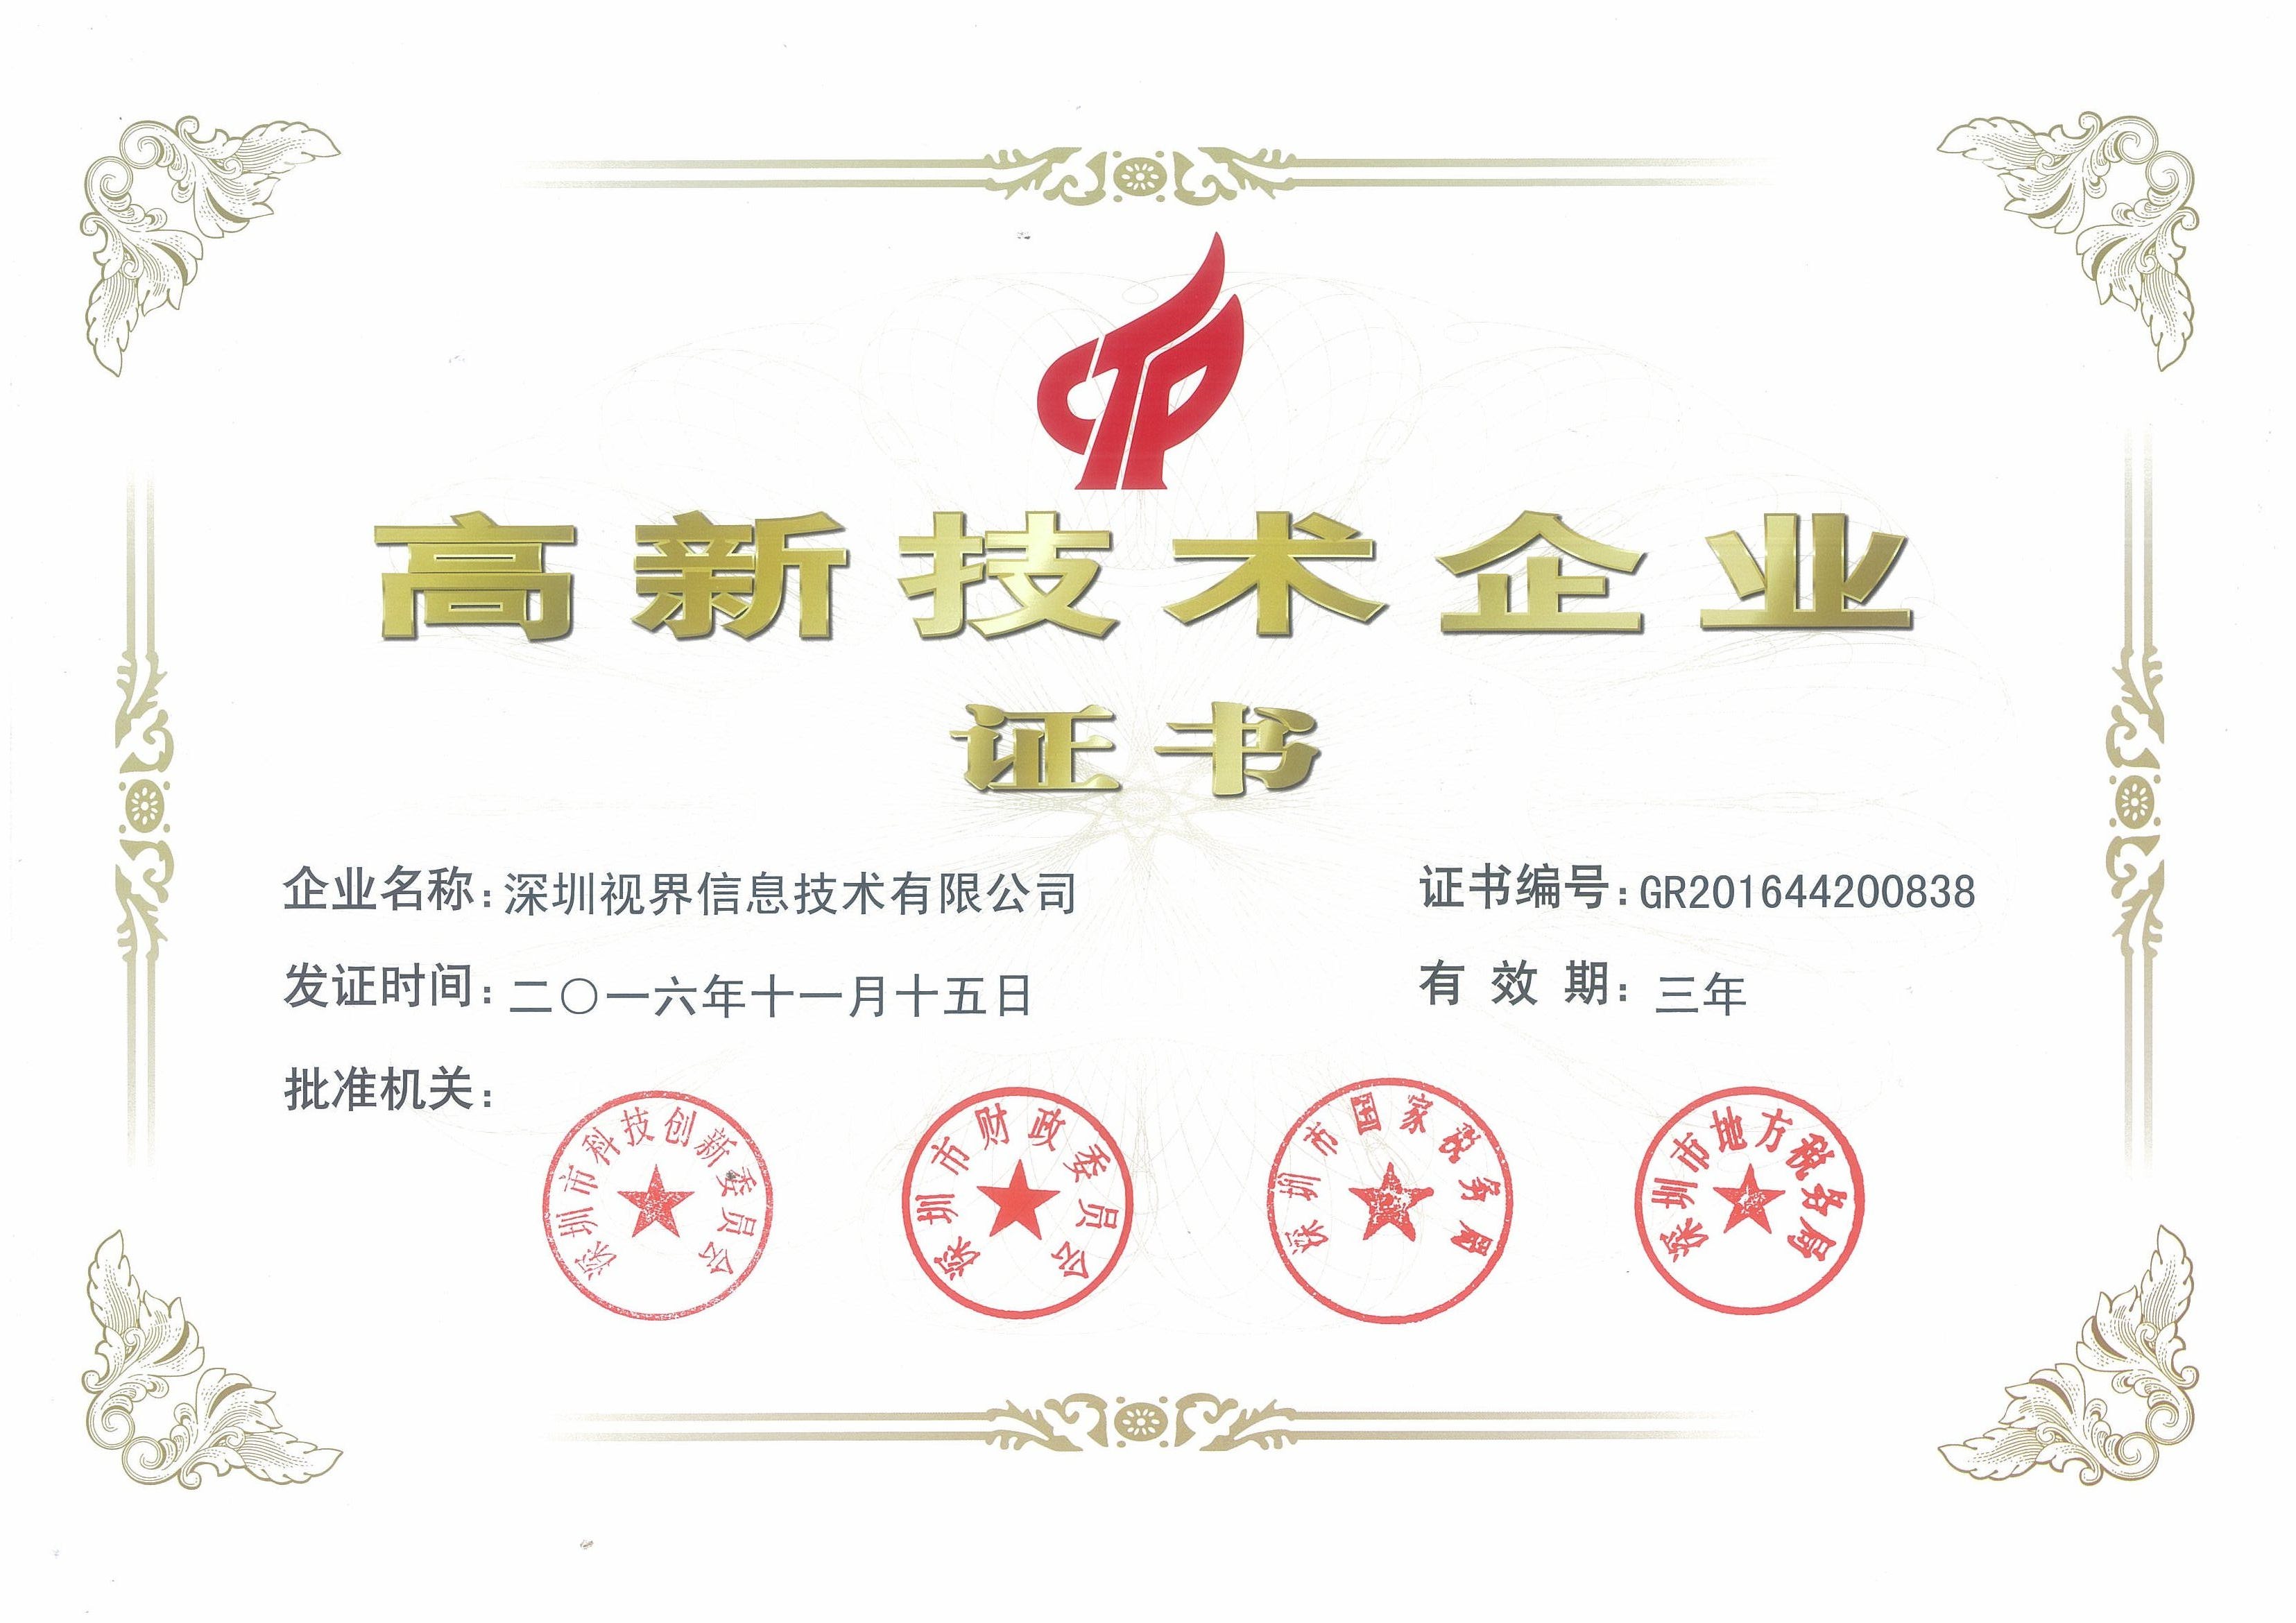 高新技术企业
证书
企业名称：深圳视界信息技术有限公司
证书编号：GR201644200838
发证时间：二〇一六年十一月十五日
有效期：三年
批准机关：
深圳市科技创新委员会
深圳市财政委员会
深圳市国家税务局
深圳市地方税务局